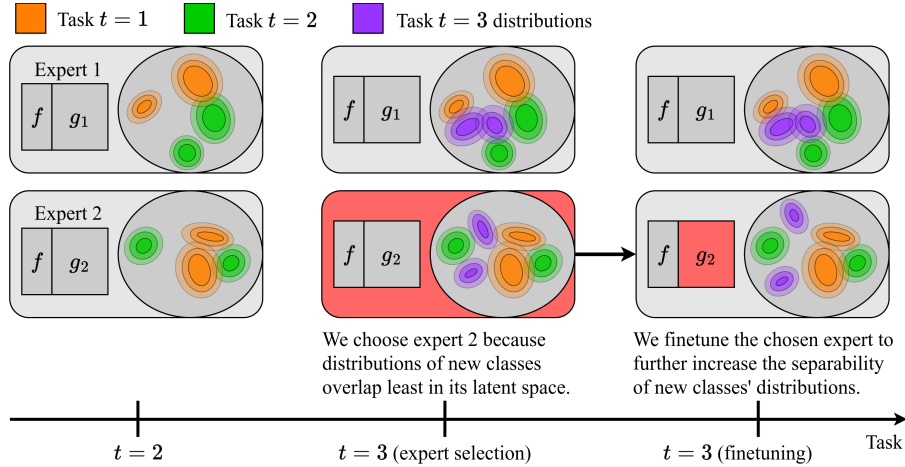 Task t = 1 Task t = 2 Task t = 3 distributions
Expert 1
f g₁ f g₁ f g₁
Expert 2
f g₂ f g₂ f g₂
We choose expert 2 because
distributions of new classes
overlap least in its latent space.
We finetune the chosen expert to
further increase the separability
of new classes' distributions.
Task
t = 2 t = 3 (expert selection) t = 3 (finetuning)